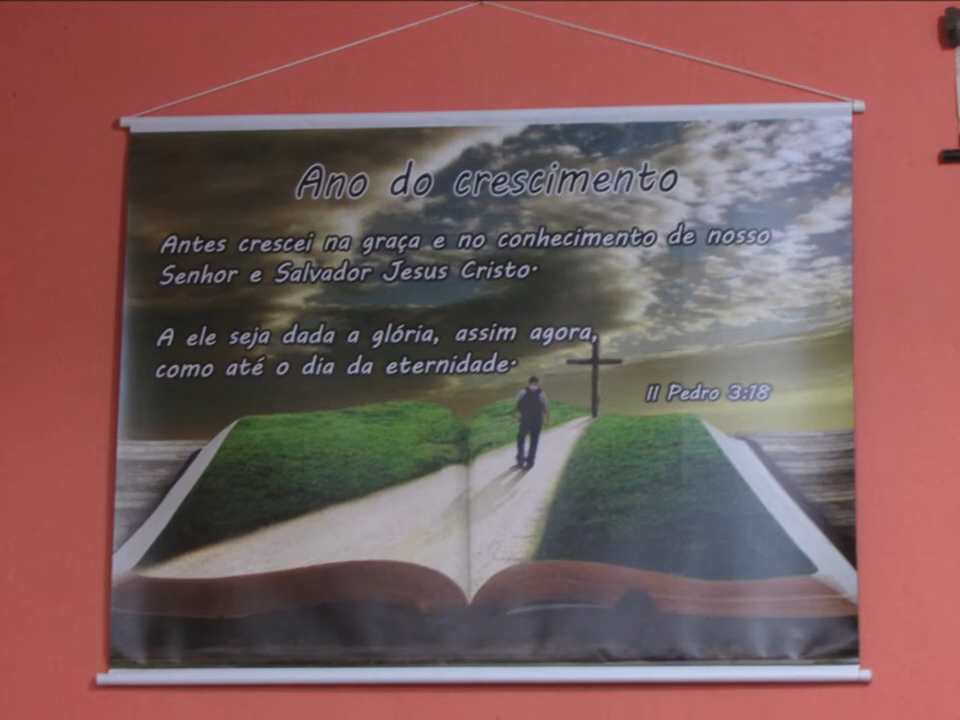 Ano do crescimento
Antes crescei na graça e no conhecimento de nosso
Senhor e Salvador Jesus Cristo.
A ele seja dada a glória, assim agora,
como até o dia da eternidade.
II Pedro 3:18